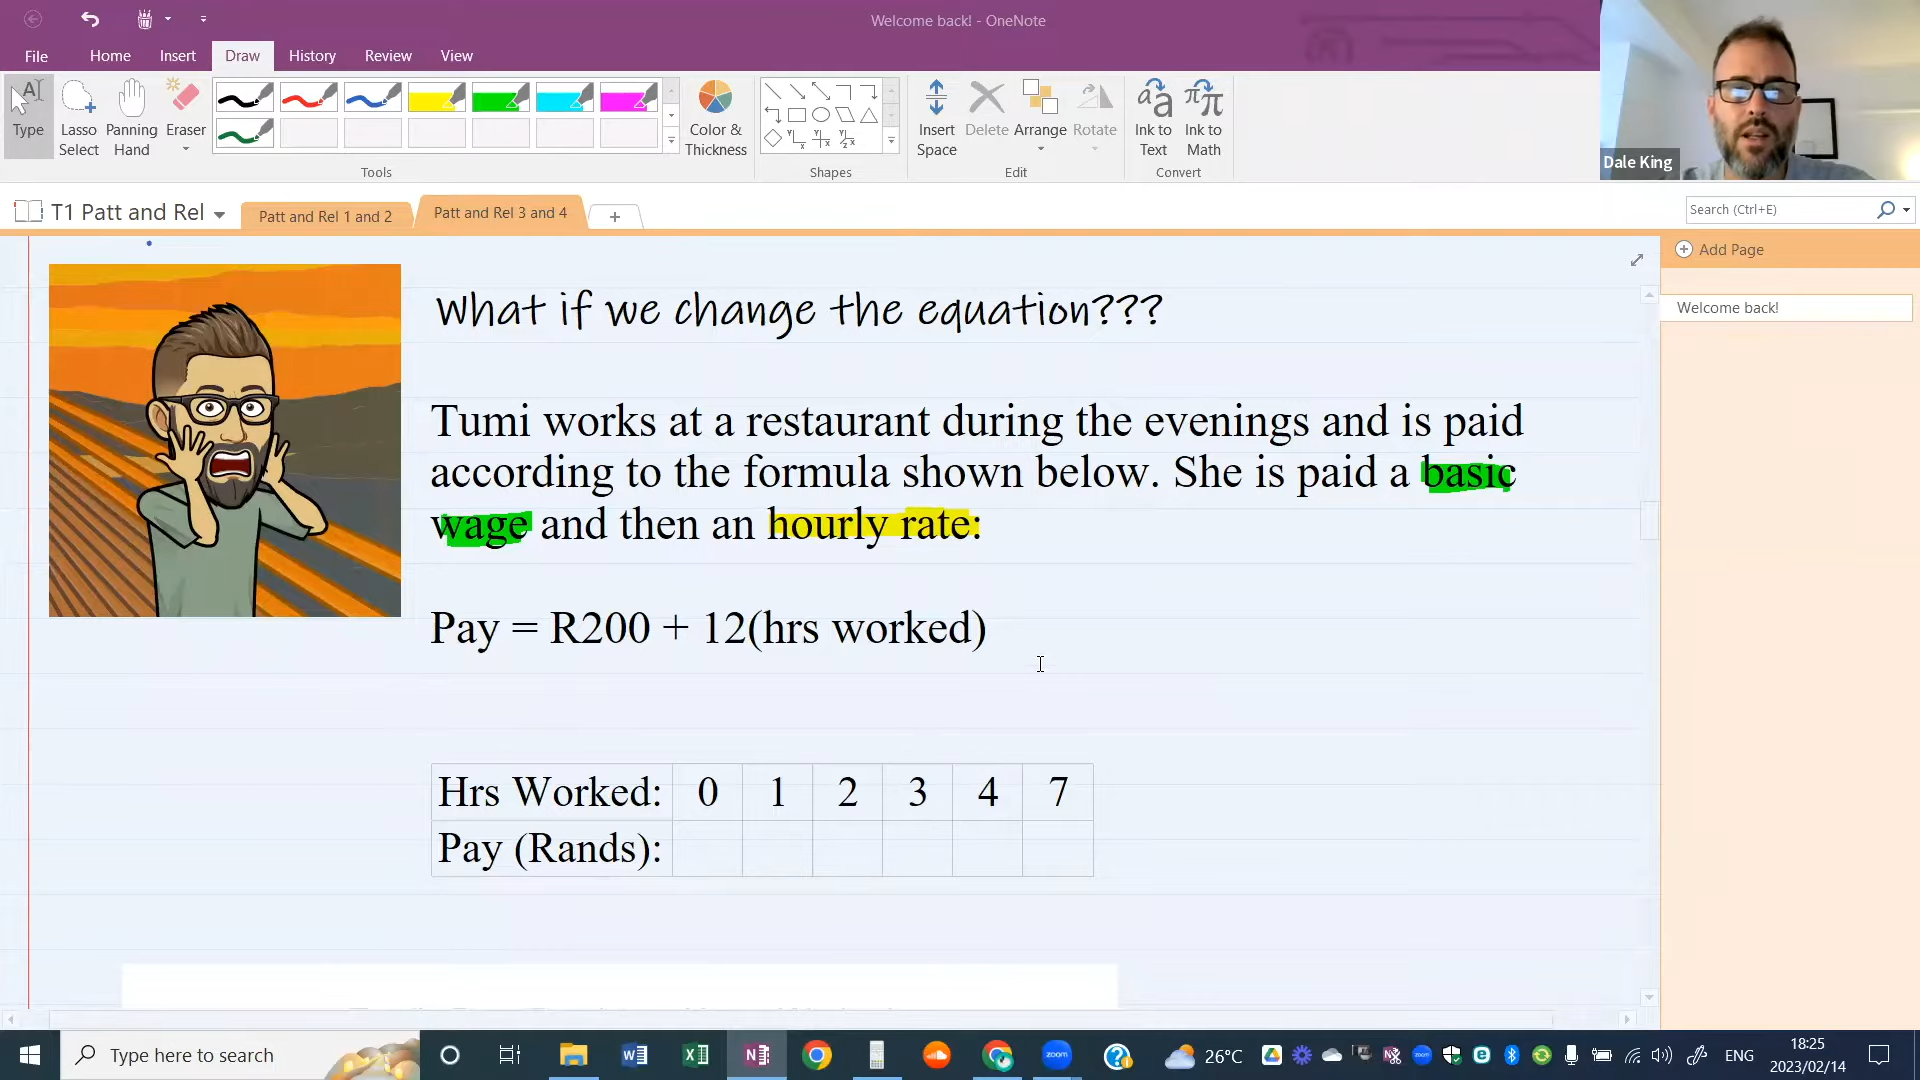 Welcome back! - OneNote
File Home Insert Draw History Review View
Type
Lasso Select
Panning Hand
Eraser
Color & Thickness
Insert Space
Delete
Arrange
Rotate
Ink to Text
Ink to Math
Tools
Shapes
Edit
Convert
Dale King
T1 Patt and Rel
Patt and Rel 1 and 2
Patt and Rel 3 and 4
+
Search (Ctrl+E)
Add Page
Welcome back!
What if we change the equation???
Tumi works at a restaurant during the evenings and is paid
according to the formula shown below. She is paid a basic
wage and then an hourly rate:
Pay = R200 + 12(hrs worked)
Hrs Worked: 0 1 2 3 4 7
Pay (Rands):
Type here to search
26°C
ENG
18:25
2023/02/14